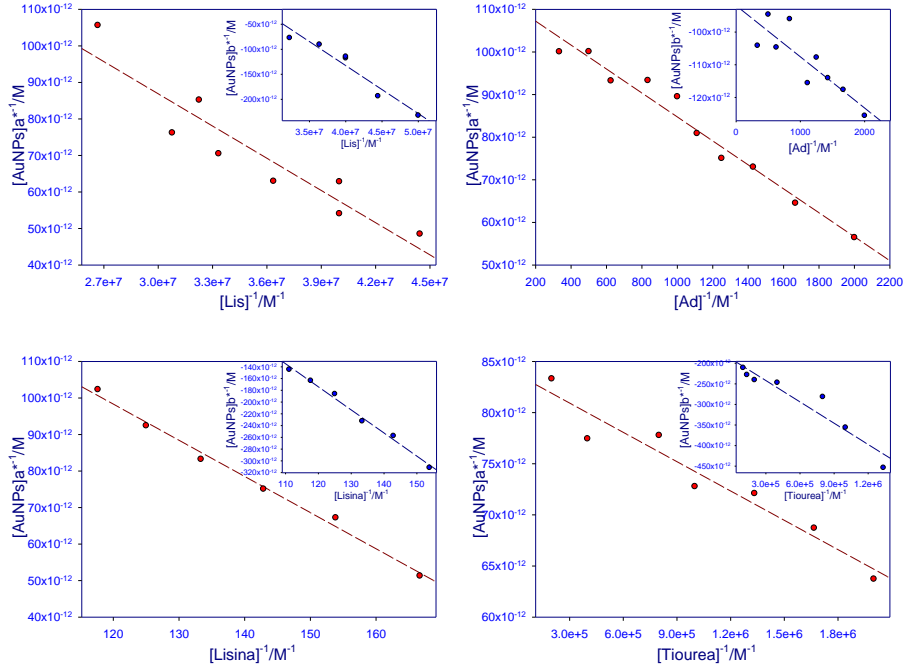 110x10⁻¹²
100x10⁻¹²
90x10⁻¹²
80x10⁻¹²
70x10⁻¹²
60x10⁻¹²
50x10⁻¹²
40x10⁻¹²
[AuNPs]a*⁻¹/M
2.7e+7 3.0e+7 3.3e+7 3.6e+7 3.9e+7 4.2e+7 4.5e+7
[Lis]⁻¹/M⁻¹
-50x10⁻¹²
-100x10⁻¹²
-150x10⁻¹²
-200x10⁻¹²
[AuNPs]b*⁻¹/M
3.5e+7 4.0e+7 4.5e+7 5.0e+7
[Lis]⁻¹/M⁻¹
110x10⁻¹²
100x10⁻¹²
90x10⁻¹²
80x10⁻¹²
70x10⁻¹²
60x10⁻¹²
50x10⁻¹²
[AuNPs]a*⁻¹/M
200 400 600 800 1000 1200 1400 1600 1800 2000 2200
[Ad]⁻¹/M⁻¹
-100x10⁻¹²
-110x10⁻¹²
-120x10⁻¹²
[AuNPs]b*⁻¹/M
0 1000 2000
[Ad]⁻¹/M⁻¹
110x10⁻¹²
100x10⁻¹²
90x10⁻¹²
80x10⁻¹²
70x10⁻¹²
60x10⁻¹²
50x10⁻¹²
40x10⁻¹²
[AuNPs]a*⁻¹/M
120 130 140 150 160
[Lisina]⁻¹/M⁻¹
-140x10⁻¹²
-160x10⁻¹²
-180x10⁻¹²
-200x10⁻¹²
-220x10⁻¹²
-240x10⁻¹²
-260x10⁻¹²
-280x10⁻¹²
-300x10⁻¹²
-320x10⁻¹²
[AuNPs]b*⁻¹/M
110 120 130 140 150
[Lisina]⁻¹/M⁻¹
85x10⁻¹²
80x10⁻¹²
75x10⁻¹²
70x10⁻¹²
65x10⁻¹²
60x10⁻¹²
[AuNPs]a*⁻¹/M
3.0e+5 6.0e+5 9.0e+5 1.2e+6 1.5e+6 1.8e+6
[Tiourea]⁻¹/M⁻¹
-200x10⁻¹²
-250x10⁻¹²
-300x10⁻¹²
-350x10⁻¹²
-400x10⁻¹²
-450x10⁻¹²
[AuNPs]b*⁻¹/M
3.0e+5 6.0e+5 9.0e+5 1.2e+6
[Tiourea]⁻¹/M⁻¹